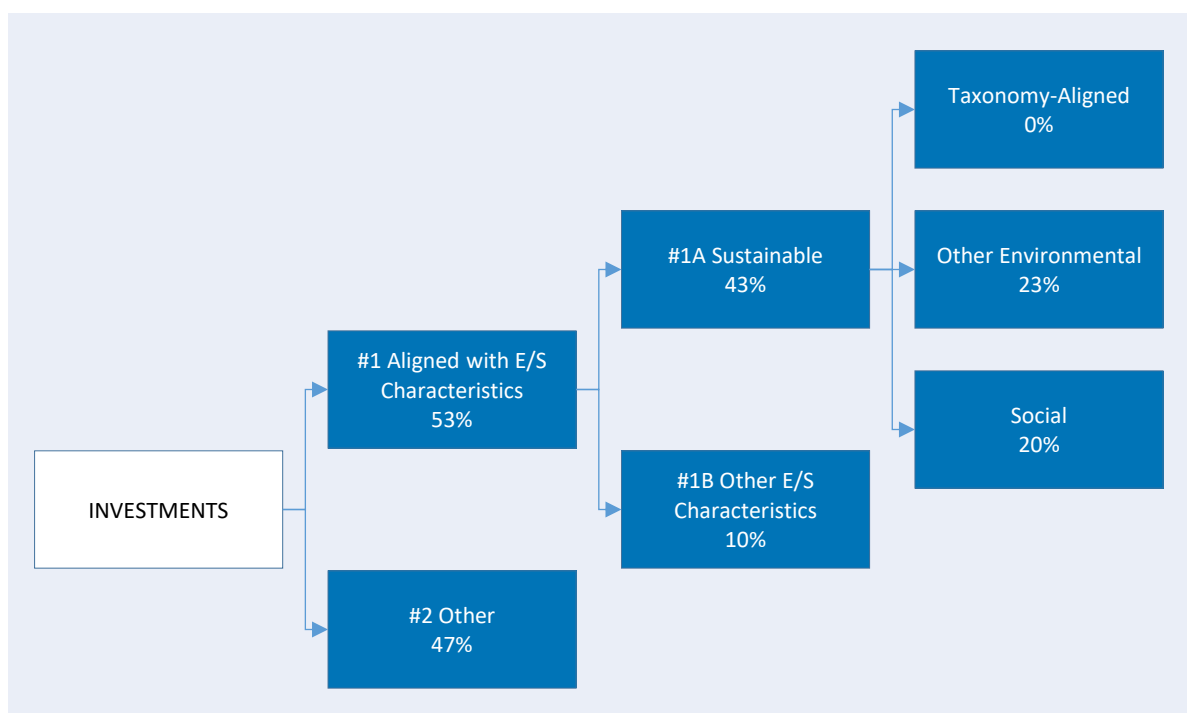 INVESTMENTS
#1 Aligned with E/S
Characteristics
53%
#2 Other
47%
#1A Sustainable
43%
#1B Other E/S
Characteristics
10%
Taxonomy-Aligned
0%
Other Environmental
23%
Social
20%